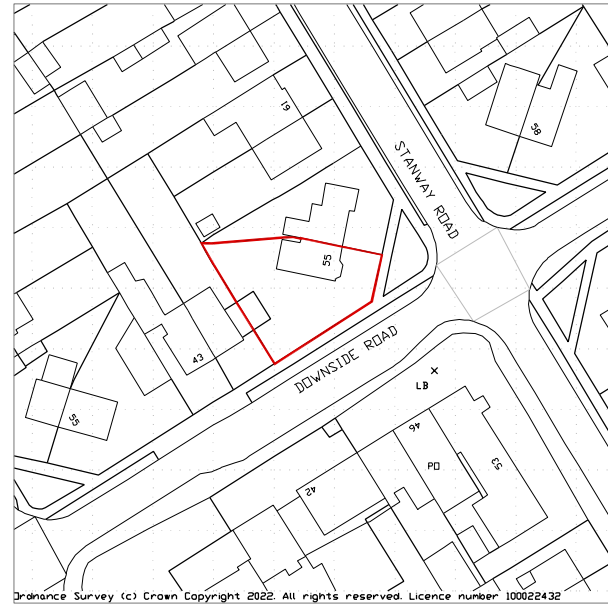 19
58
STANWAY ROAD
55
43
DOWNSIDE ROAD
LB
55
46
53
PO
42
Ordnance Survey (c) Crown Copyright 2022. All rights reserved. Licence number 100022432